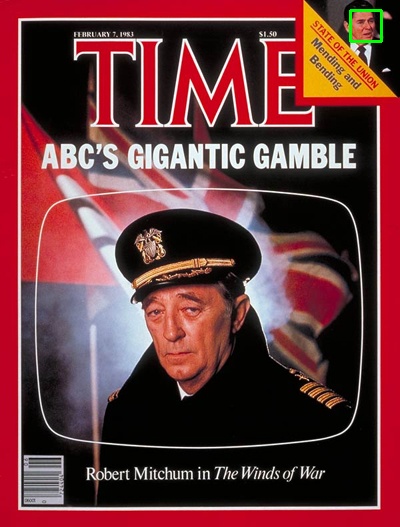 FEBRUARY 7, 1983
$1.50
TIME
STATE OF THE UNION
Mending and
Bending
ABC'S GIGANTIC GAMBLE
Robert Mitchum in The Winds of War